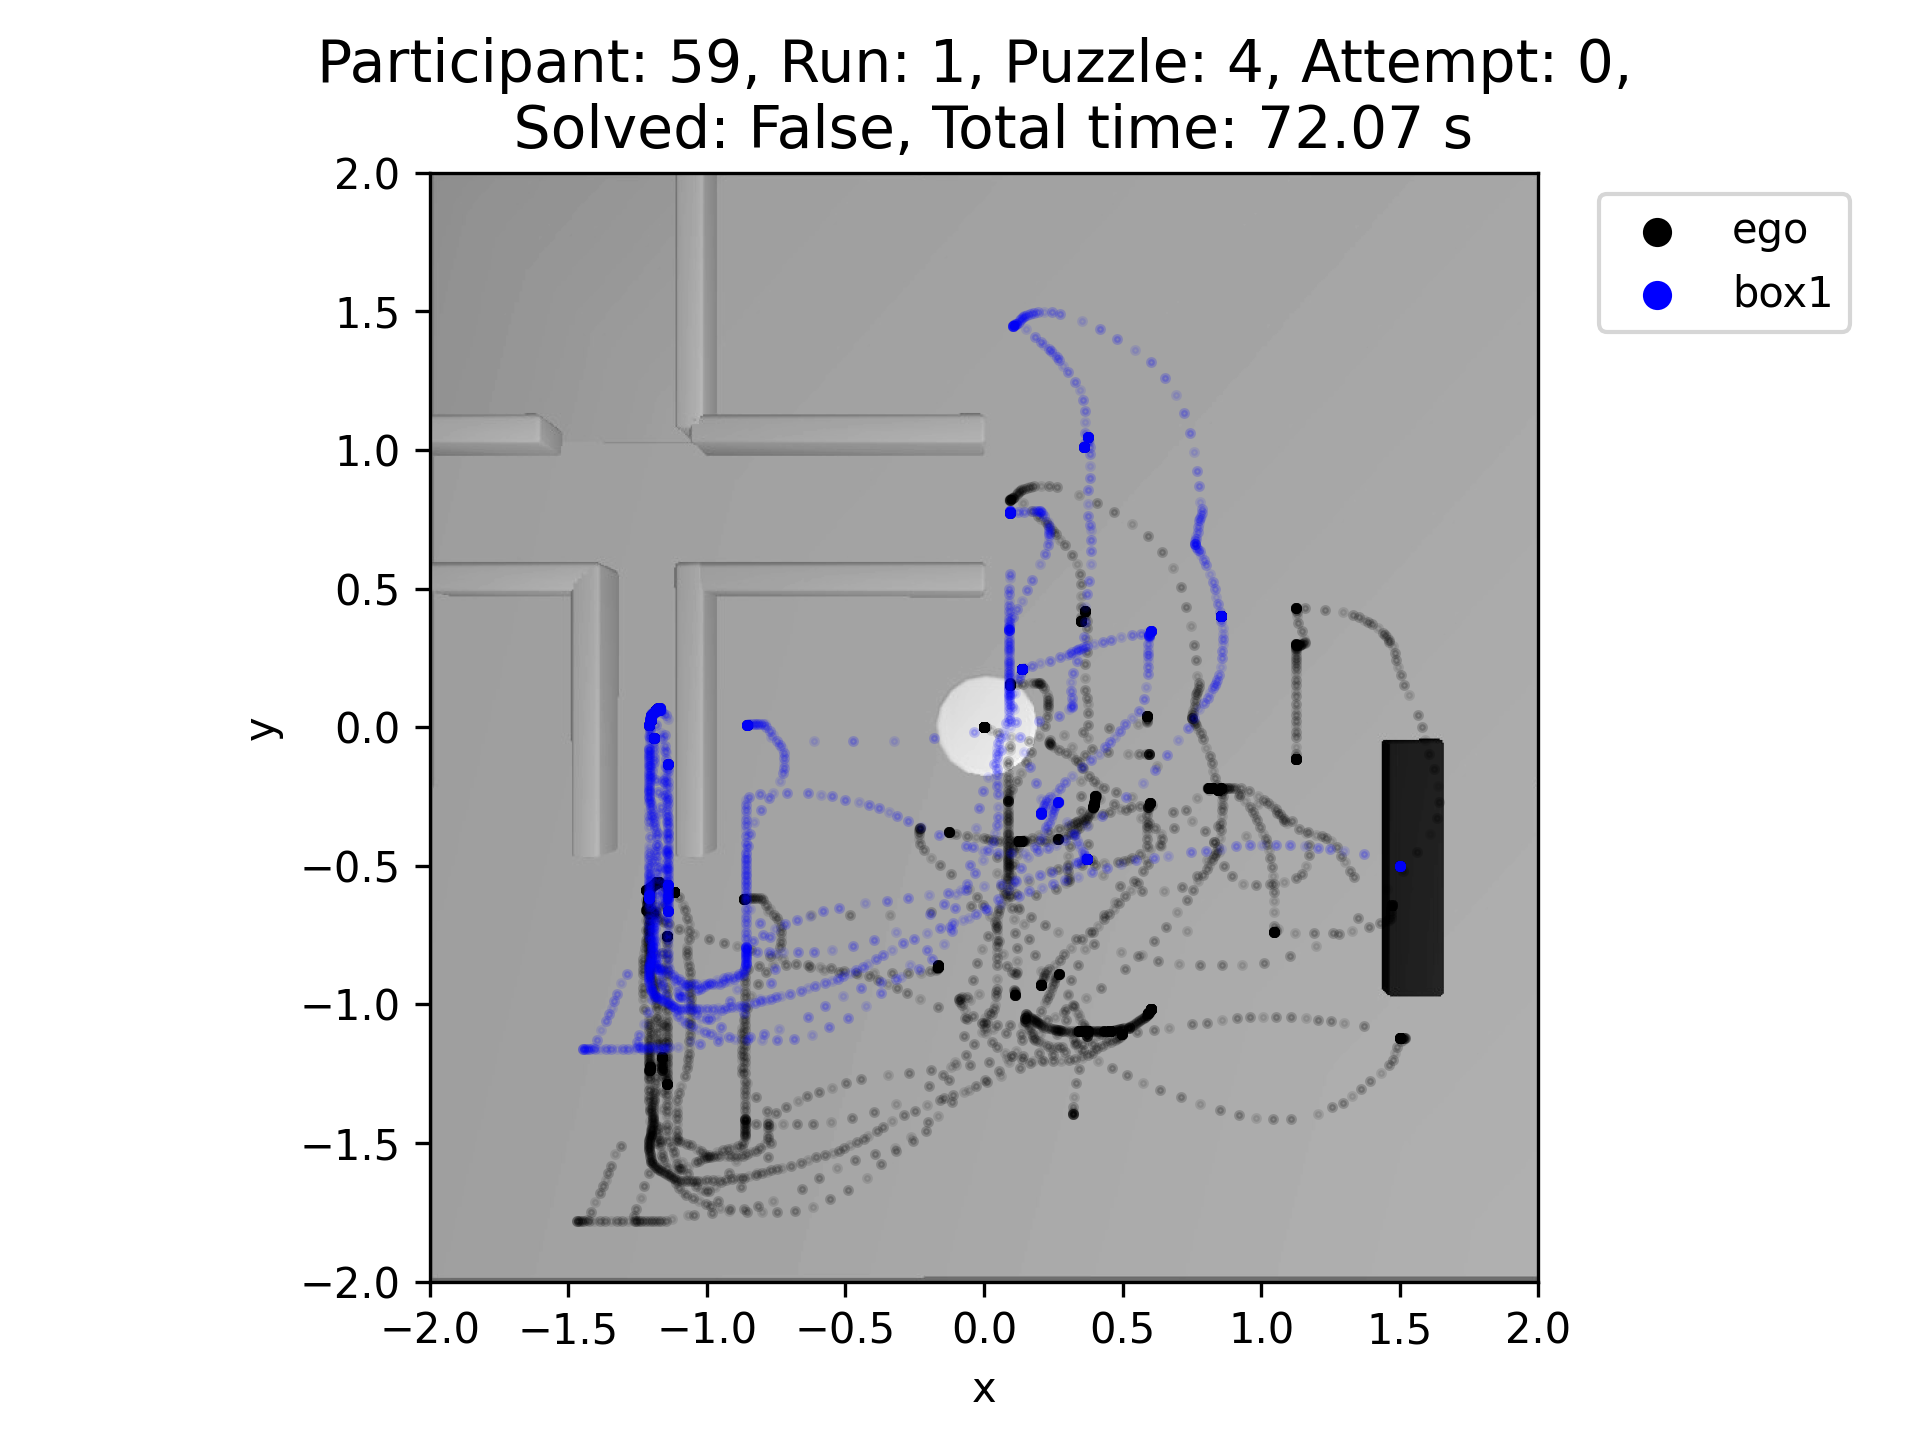 Participant: 59, Run: 1, Puzzle: 4, Attempt: 0,
Solved: False, Total time: 72.07 s
ego
box1
2.0
1.5
1.0
0.5
0.0
−0.5
−1.0
−1.5
−2.0
y
−2.0 −1.5 −1.0 −0.5 0.0 0.5 1.0 1.5 2.0
x